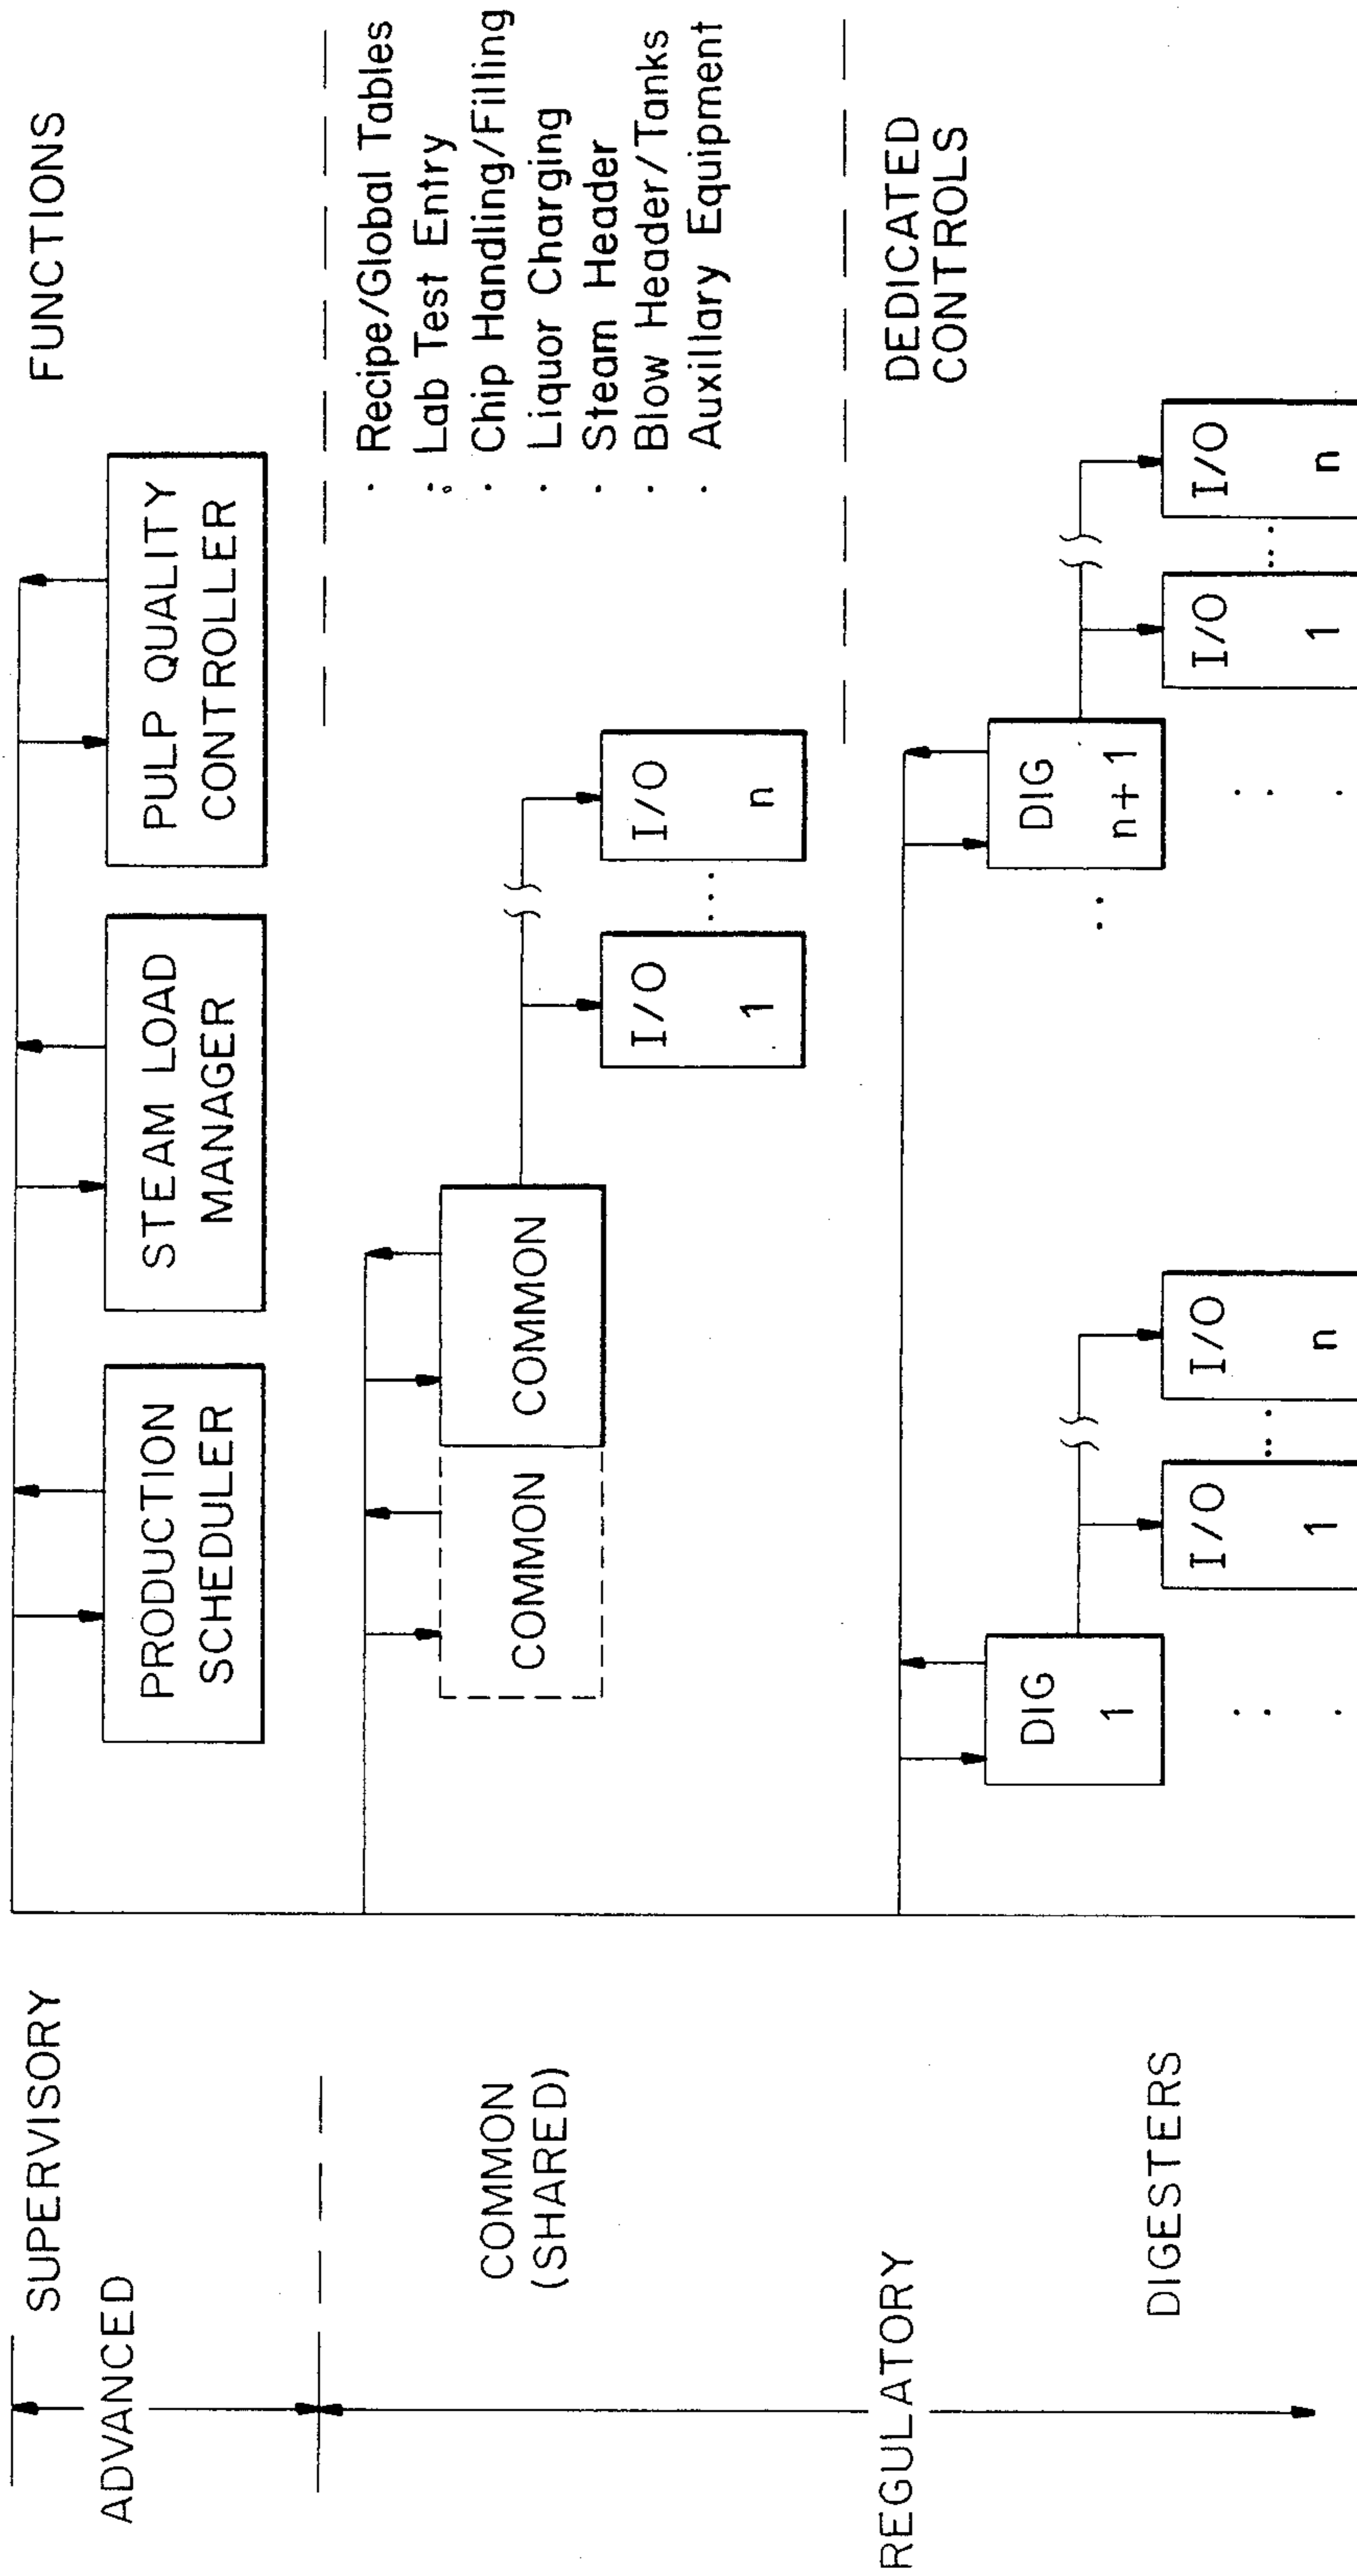 SUPERVISORY
FUNCTIONS
ADVANCED
PRODUCTION
SCHEDULER
STEAM LOAD
MANAGER
PULP QUALITY
CONTROLLER
COMMON
(SHARED)
COMMON
COMMON
I/O
1
...
I/O
n
· Recipe/Global Tables
· Lab Test Entry
· Chip Handling/Filling
· Liquor Charging
· Steam Header
· Blow Header/Tanks
· Auxillary Equipment
REGULATORY
DEDICATED
CONTROLS
DIGESTERS
DIG
1
I/O
1
...
I/O
n
DIG
n+1
I/O
1
...
I/O
n